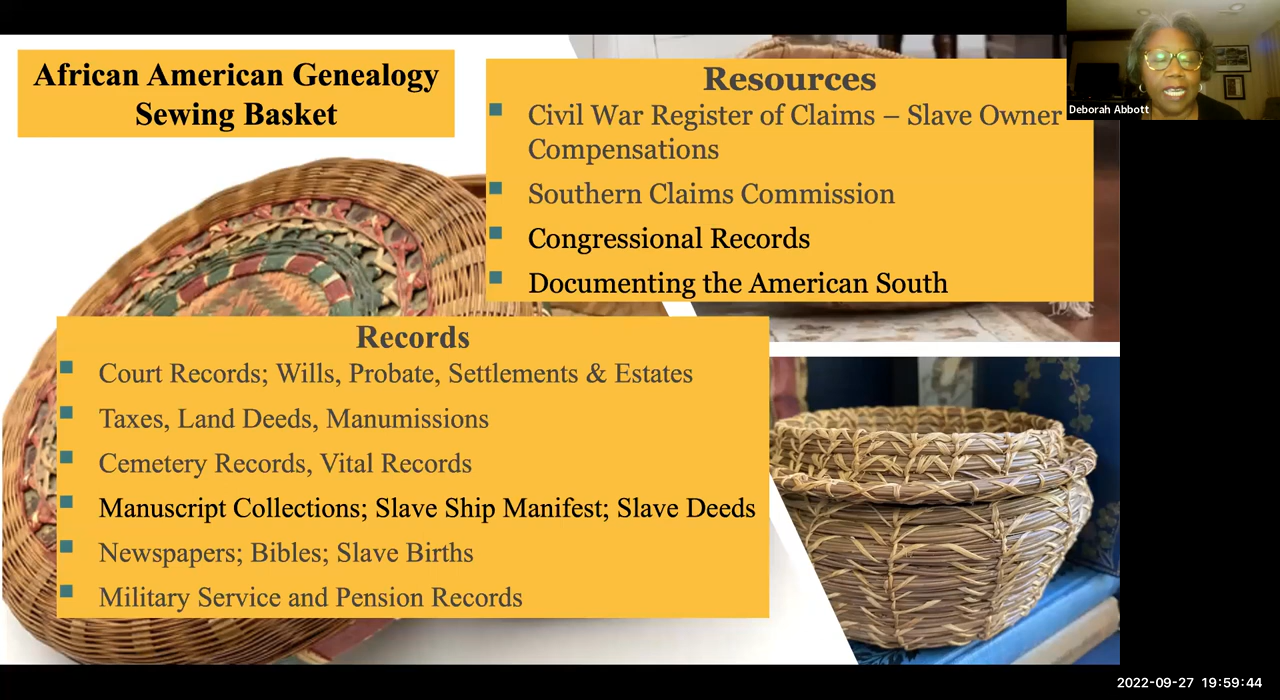 African American Genealogy
Sewing Basket
Resources
Civil War Register of Claims – Slave Owner
Compensations
Southern Claims Commission
Congressional Records
Documenting the American South
Deborah Abbott
Records
Court Records; Wills, Probate, Settlements & Estates
Taxes, Land Deeds, Manumissions
Cemetery Records, Vital Records
Manuscript Collections; Slave Ship Manifest; Slave Deeds
Newspapers; Bibles; Slave Births
Military Service and Pension Records
2022-09-27 19:59:44